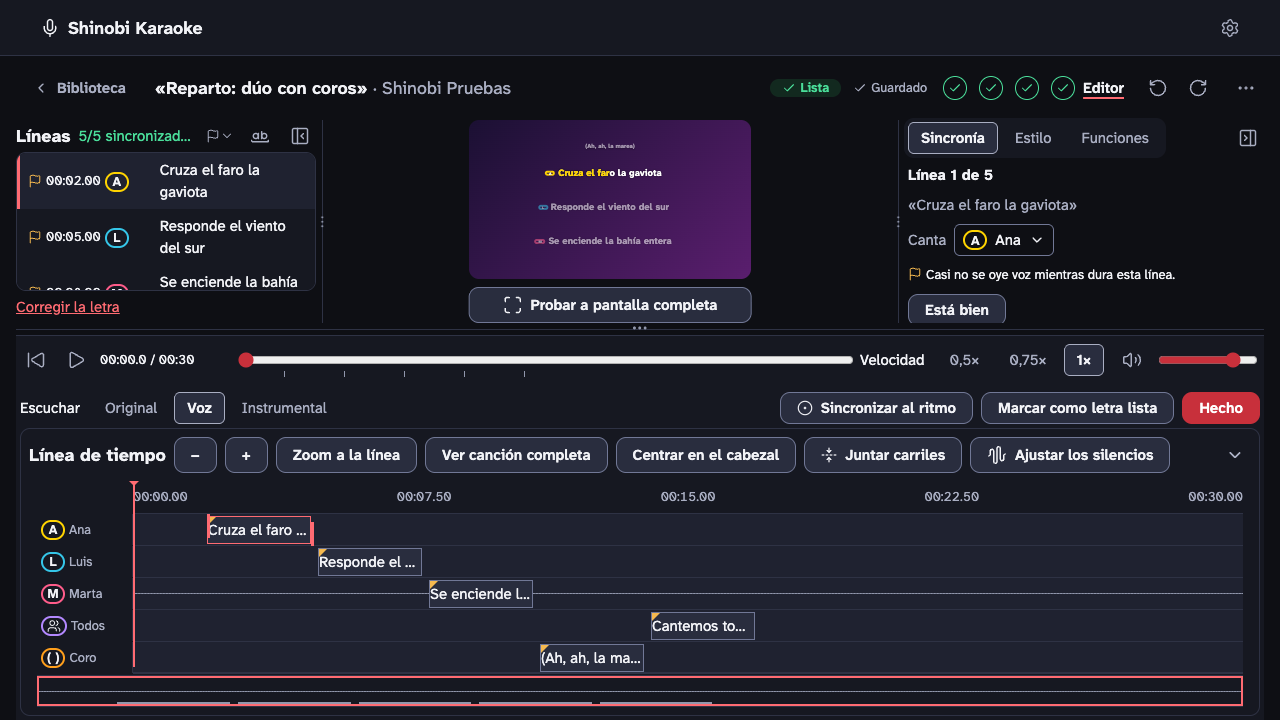 Shinobi Karaoke
Biblioteca
«Reparto: dúo con coros» · Shinobi Pruebas
Lista
Guardado
Editor
Líneas
5/5 sincronizad...
ab
00:02.00 A Cruza el faro la gaviota
00:05.00 L Responde el viento del sur
Se enciende la bahía
Corregir la letra
(Ah, ah, la marea)
Cruza el faro la gaviota
Responde el viento del sur
Se enciende la bahía entera
Probar a pantalla completa
Sincronía
Estilo
Funciones
Línea 1 de 5
«Cruza el faro la gaviota»
Canta A Ana
Casi no se oye voz mientras dura esta línea.
Está bien
00:00.0 / 00:30
Velocidad 0,5× 0,75× 1×
Escuchar Original Voz Instrumental
Sincronizar al ritmo
Marcar como letra lista
Hecho
Línea de tiempo
−
+
Zoom a la línea
Ver canción completa
Centrar en el cabezal
Juntar carriles
Ajustar los silencios
00:00.00 00:07.50 00:15.00 00:22.50 00:30.00
A Ana Cruza el faro ...
L Luis Responde el ...
M Marta Se enciende l...
Todos Cantemos to...
( ) Coro (Ah, ah, la ma...